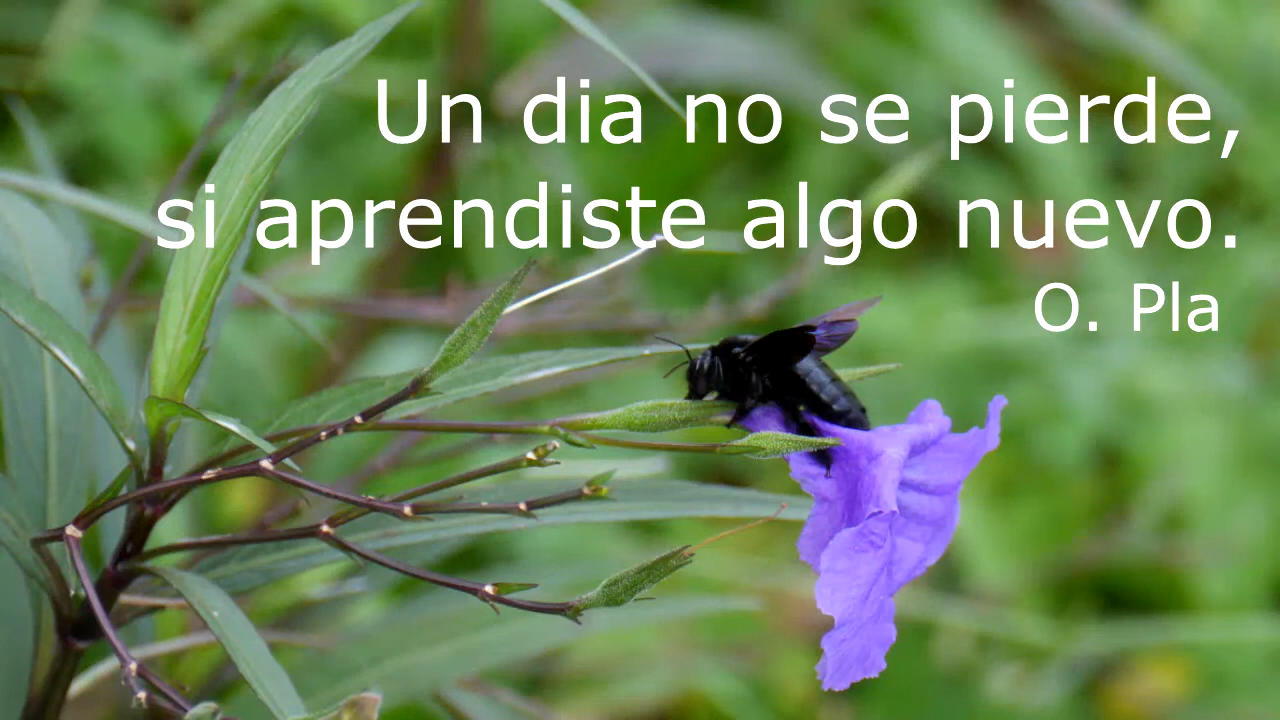 Un dia no se pierde,
si aprendiste algo nuevo.
O. Pla